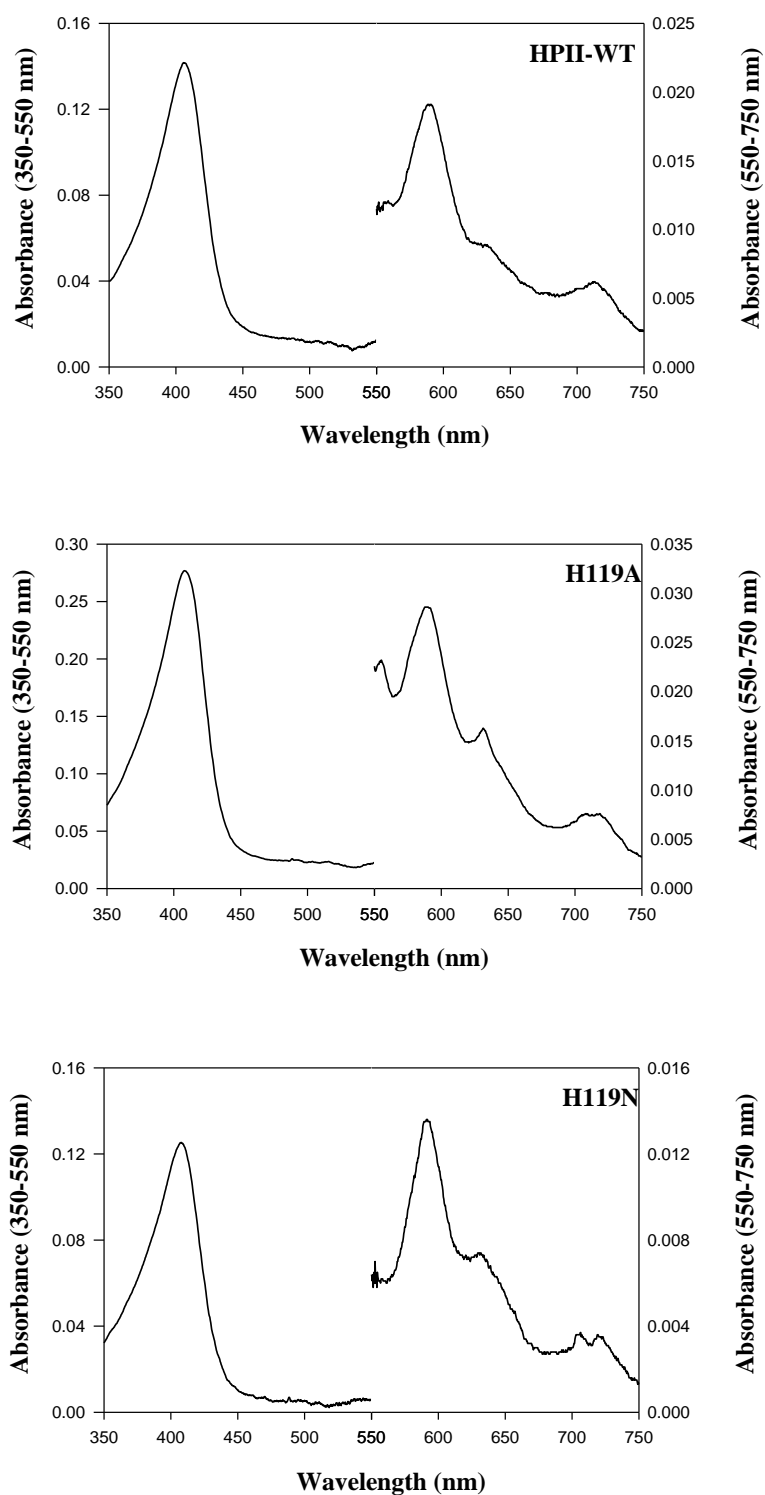 HPII-WT
Absorbance (350-550 nm)
Absorbance (550-750 nm)
0.16
0.12
0.08
0.04
0.00
0.025
0.020
0.015
0.010
0.005
0.000
350 400 450 500 550 550 600 650 700 750
Wavelength (nm)
H119A
Absorbance (350-550 nm)
Absorbance (550-750 nm)
0.30
0.25
0.20
0.15
0.10
0.05
0.00
0.035
0.030
0.025
0.020
0.015
0.010
0.005
0.000
350 400 450 500 550 550 600 650 700 750
Wavelength (nm)
H119N
Absorbance (350-550 nm)
Absorbance (550-750 nm)
0.16
0.12
0.08
0.04
0.00
0.016
0.012
0.008
0.004
0.000
350 400 450 500 550 550 600 650 700 750
Wavelength (nm)